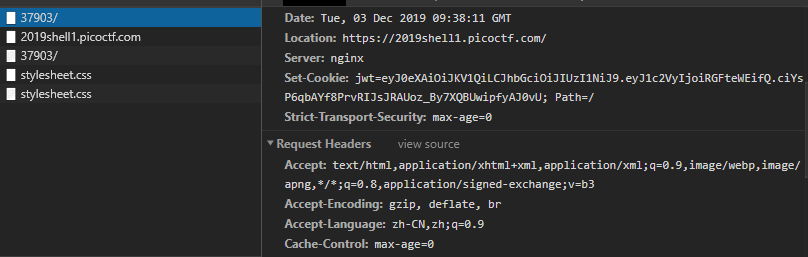 37903/
2019shell1.picoctf.com
37903/
stylesheet.css
stylesheet.css
Date: Tue, 03 Dec 2019 09:38:11 GMT
Location: https://2019shell1.picoctf.com/
Server: nginx
Set-Cookie: jwt=eyJ0eXAiOiJKV1QiLCJhbGciOiJIUzI1NiJ9.eyJ1c2VyIjoiRGFteWEifQ.ciYs
P6qbAYf8PrvRIJsJRAUoz_By7XQBUwipfyAJ0vU; Path=/
Strict-Transport-Security: max-age=0
Request Headers view source
Accept: text/html,application/xhtml+xml,application/xml;q=0.9,image/webp,image/
apng,*/*;q=0.8,application/signed-exchange;v=b3
Accept-Encoding: gzip, deflate, br
Accept-Language: zh-CN,zh;q=0.9
Cache-Control: max-age=0